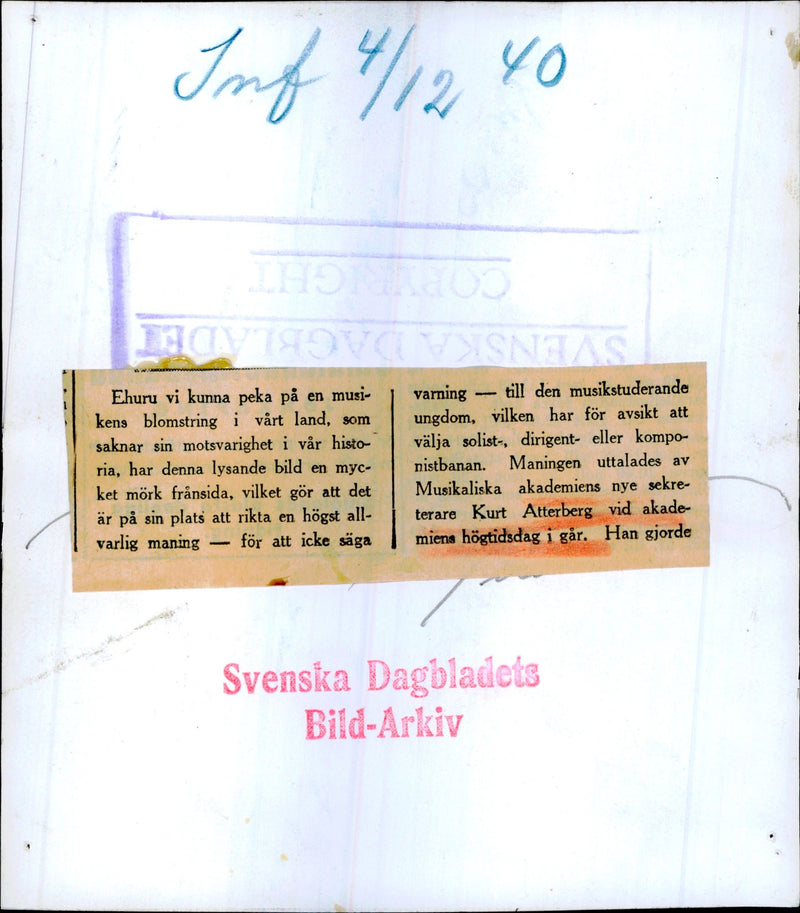 Inf 4/12 40
COPYRIGHT
SVENSKA DAGBLADET
Ehuru vi kunna peka på en musi-
kens blomstring i vårt land, som
saknar sin motsvarighet i vår histo-
ria, har denna lysande bild en myc-
ket mörk frånsida, vilket gör att det
är på sin plats att rikta en högst all-
varlig maning — för att icke säga
varning — till den musikstuderande
ungdom, vilken har för avsikt att
välja solist-, dirigent- eller kompo-
nistbanan. Maningen uttalades av
Musikaliska akademiens nye sekre-
terare Kurt Atterberg vid akade-
miens högtidsdag i går. Han gjorde
Svenska Dagbladets
Bild-Arkiv